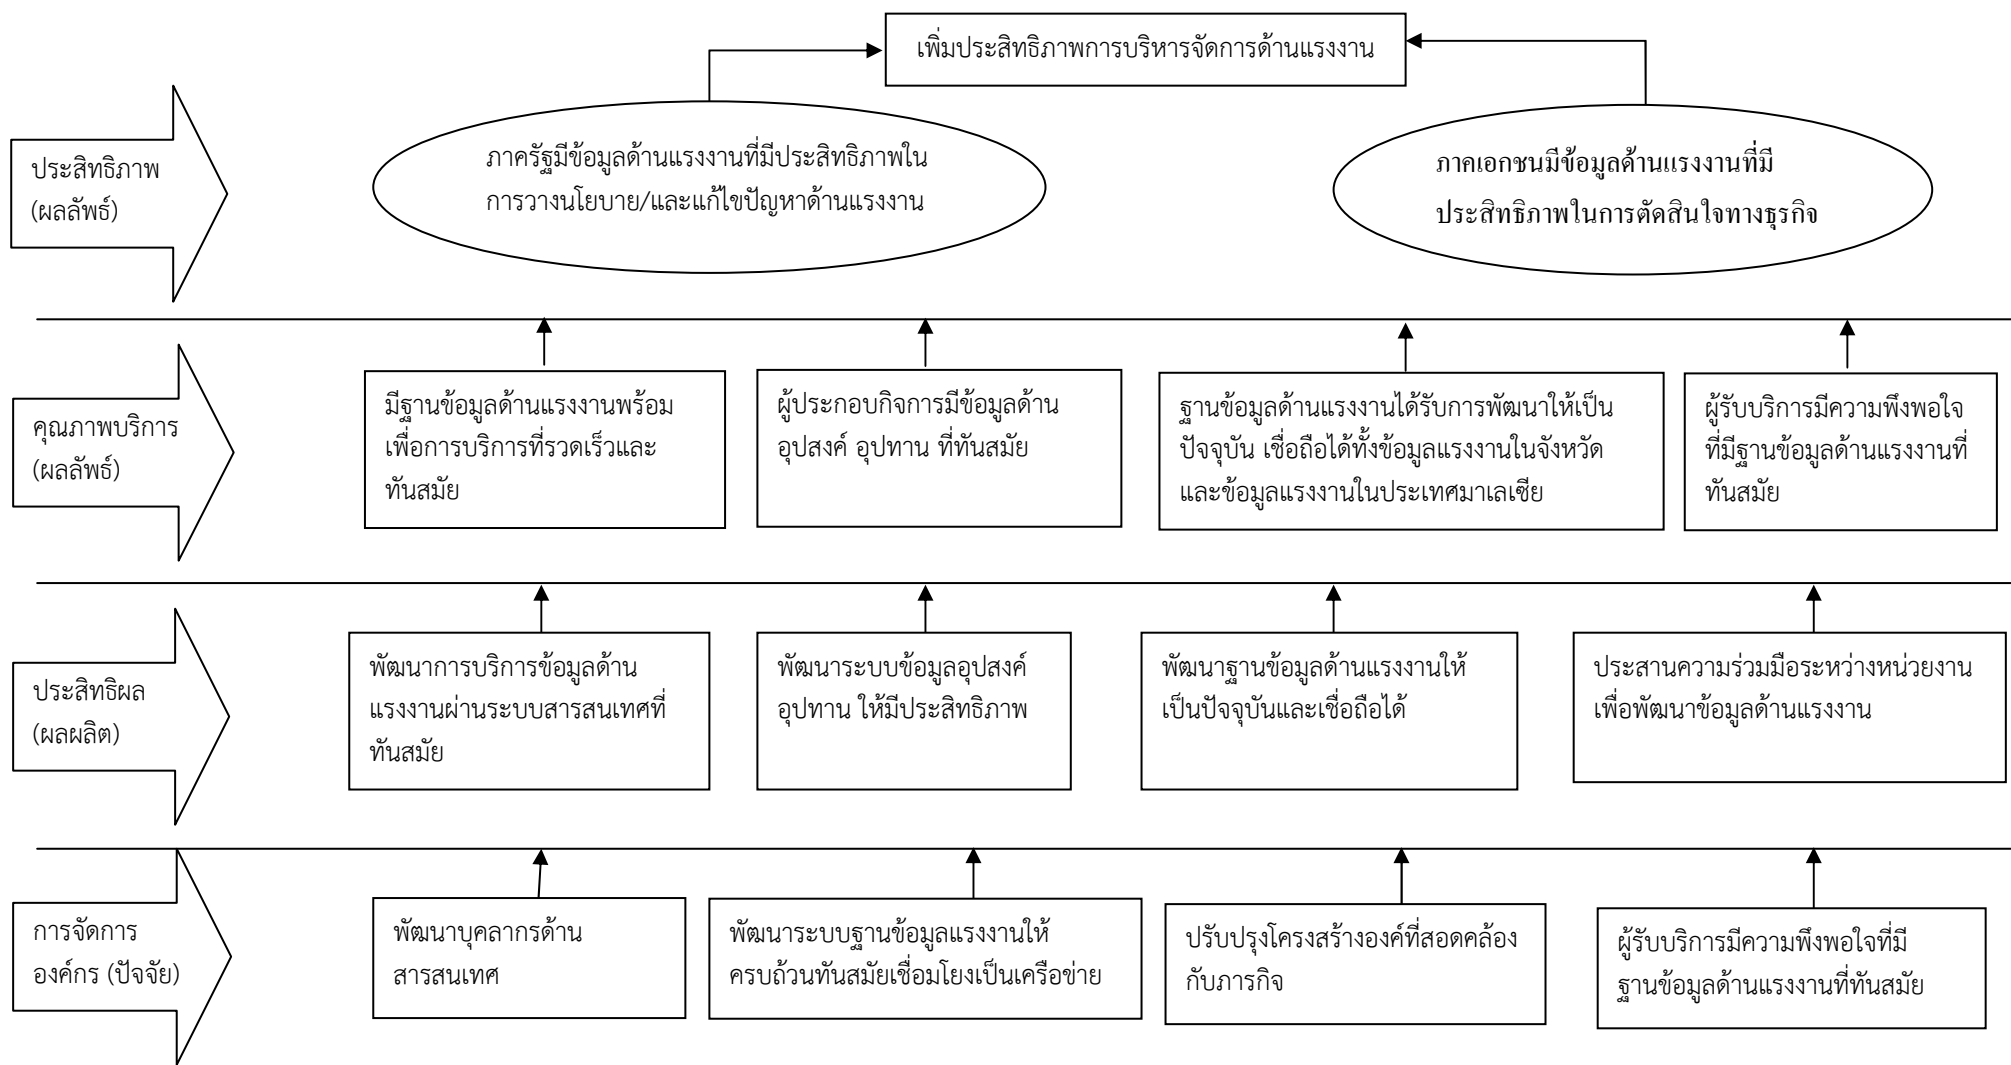 เพิ่มประสิทธิภาพการบริหารจัดการด้านแรงงาน
ประสิทธิภาพ
(ผลลัพธ์)
ภาครัฐมีข้อมูลด้านแรงงานที่มีประสิทธิภาพใน
การวางนโยบาย/และแก้ไขปัญหาด้านแรงงาน
ภาคเอกชนมีข้อมูลด้านแรงงานที่มี
ประสิทธิภาพในการตัดสินใจทางธุรกิจ
คุณภาพบริการ
(ผลลัพธ์)
มีฐานข้อมูลด้านแรงงานพร้อม
เพื่อการบริการที่รวดเร็วและ
ทันสมัย
ผู้ประกอบกิจการมีข้อมูลด้าน
อุปสงค์ อุปทาน ที่ทันสมัย
ฐานข้อมูลด้านแรงงานได้รับการพัฒนาให้เป็น
ปัจจุบัน เชื่อถือได้ทั้งข้อมูลแรงงานในจังหวัด
และข้อมูลแรงงานในประเทศมาเลเซีย
ผู้รับบริการมีความพึงพอใจ
ที่มีฐานข้อมูลด้านแรงงานที่
ทันสมัย
ประสิทธิผล
(ผลผลิต)
พัฒนาการบริการข้อมูลด้าน
แรงงานผ่านระบบสารสนเทศที่
ทันสมัย
พัฒนาระบบข้อมูลอุปสงค์
อุปทาน ให้มีประสิทธิภาพ
พัฒนาฐานข้อมูลด้านแรงงานให้
เป็นปัจจุบันและเชื่อถือได้
ประสานความร่วมมือระหว่างหน่วยงาน
เพื่อพัฒนาข้อมูลด้านแรงงาน
การจัดการ
องค์กร (ปัจจัย)
พัฒนาบุคลากรด้าน
สารสนเทศ
พัฒนาระบบฐานข้อมูลแรงงานให้
ครบถ้วนทันสมัยเชื่อมโยงเป็นเครือข่าย
ปรับปรุงโครงสร้างองค์ที่สอดคล้อง
กับภารกิจ
ผู้รับบริการมีความพึงพอใจที่มี
ฐานข้อมูลด้านแรงงานที่ทันสมัย